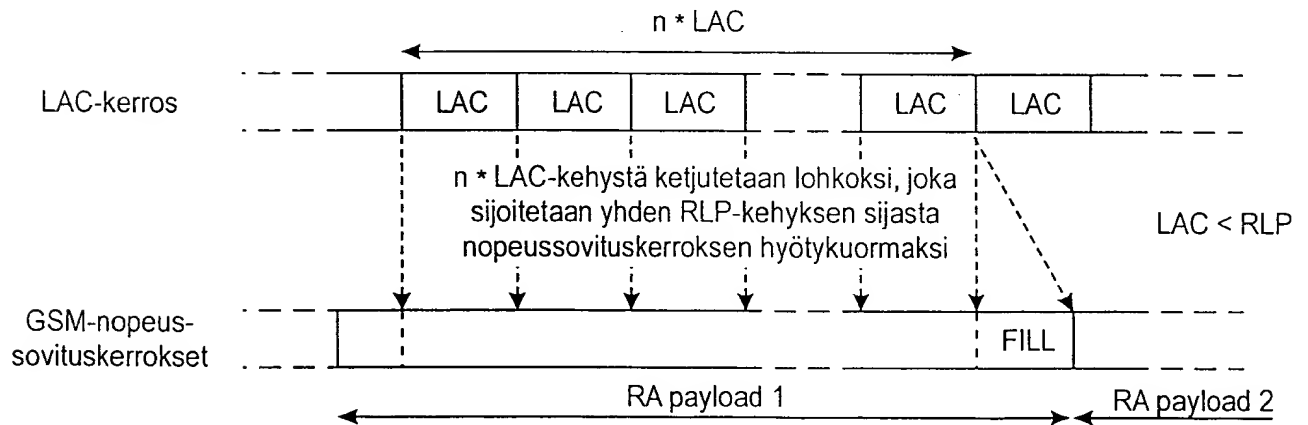 n * LAC
LAC-kerros
LAC LAC LAC LAC LAC
n * LAC-kehystä ketjutetaan lohkoksi, joka
sijoitetaan yhden RLP-kehyksen sijasta
nopeussovituskerroksen hyötykuormaksi
LAC < RLP
GSM-nopeus-
sovituskerrokset
FILL
RA payload 1
RA payload 2